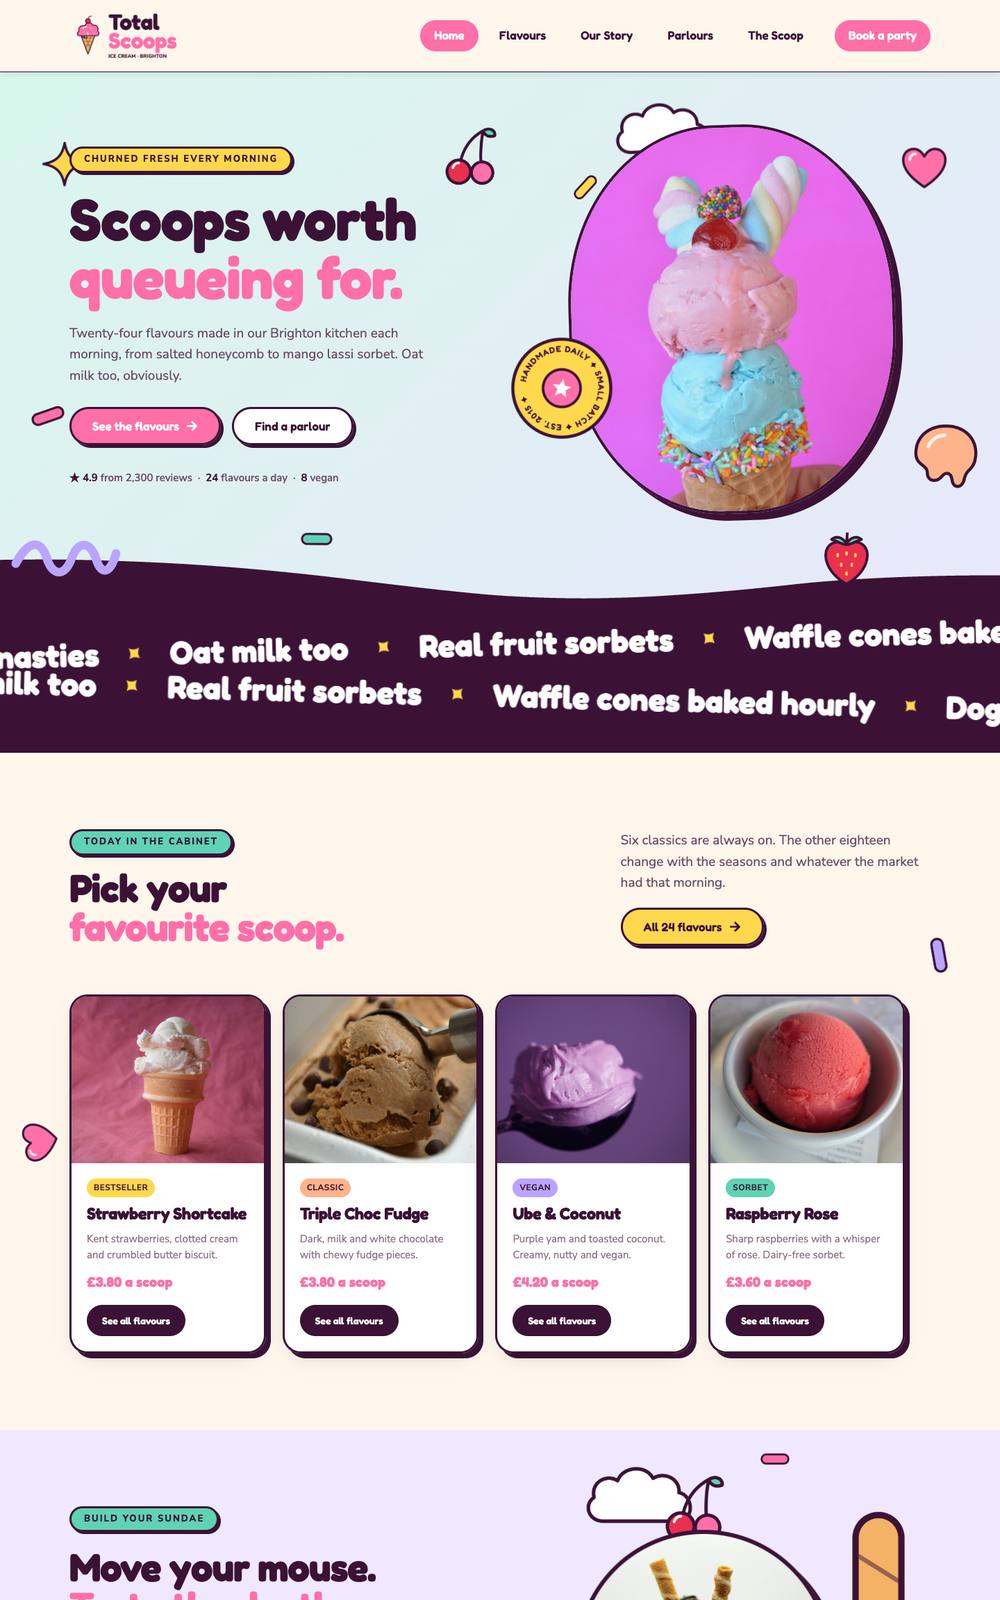 Total
Scoops
ICE CREAM · BRIGHTON
Home
Flavours
Our Story
Parlours
The Scoop
Book a party
CHURNED FRESH EVERY MORNING
Scoops worth
queueing for.
Twenty-four flavours made in our Brighton kitchen each
morning, from salted honeycomb to mango lassi sorbet. Oat
milk too, obviously.
See the flavours →
Find a parlour
★ 4.9 from 2,300 reviews · 24 flavours a day · 8 vegan
HANDMADE DAILY ✦ SMALL BATCH ✦ EST. 2015 ✦
nasties ✦ Oat milk too ✦ Real fruit sorbets ✦ Waffle cones bake
ilk too ✦ Real fruit sorbets ✦ Waffle cones baked hourly ✦ Dog
TODAY IN THE CABINET
Pick your
favourite scoop.
Six classics are always on. The other eighteen
change with the seasons and whatever the market
had that morning.
All 24 flavours →
BESTSELLER
Strawberry Shortcake
Kent strawberries, clotted cream
and crumbled butter biscuit.
£3.80 a scoop
See all flavours
CLASSIC
Triple Choc Fudge
Dark, milk and white chocolate
with chewy fudge pieces.
£3.80 a scoop
See all flavours
VEGAN
Ube & Coconut
Purple yam and toasted coconut.
Creamy, nutty and vegan.
£4.20 a scoop
See all flavours
SORBET
Raspberry Rose
Sharp raspberries with a whisper
of rose. Dairy-free sorbet.
£3.60 a scoop
See all flavours
BUILD YOUR SUNDAE
Move your mouse.